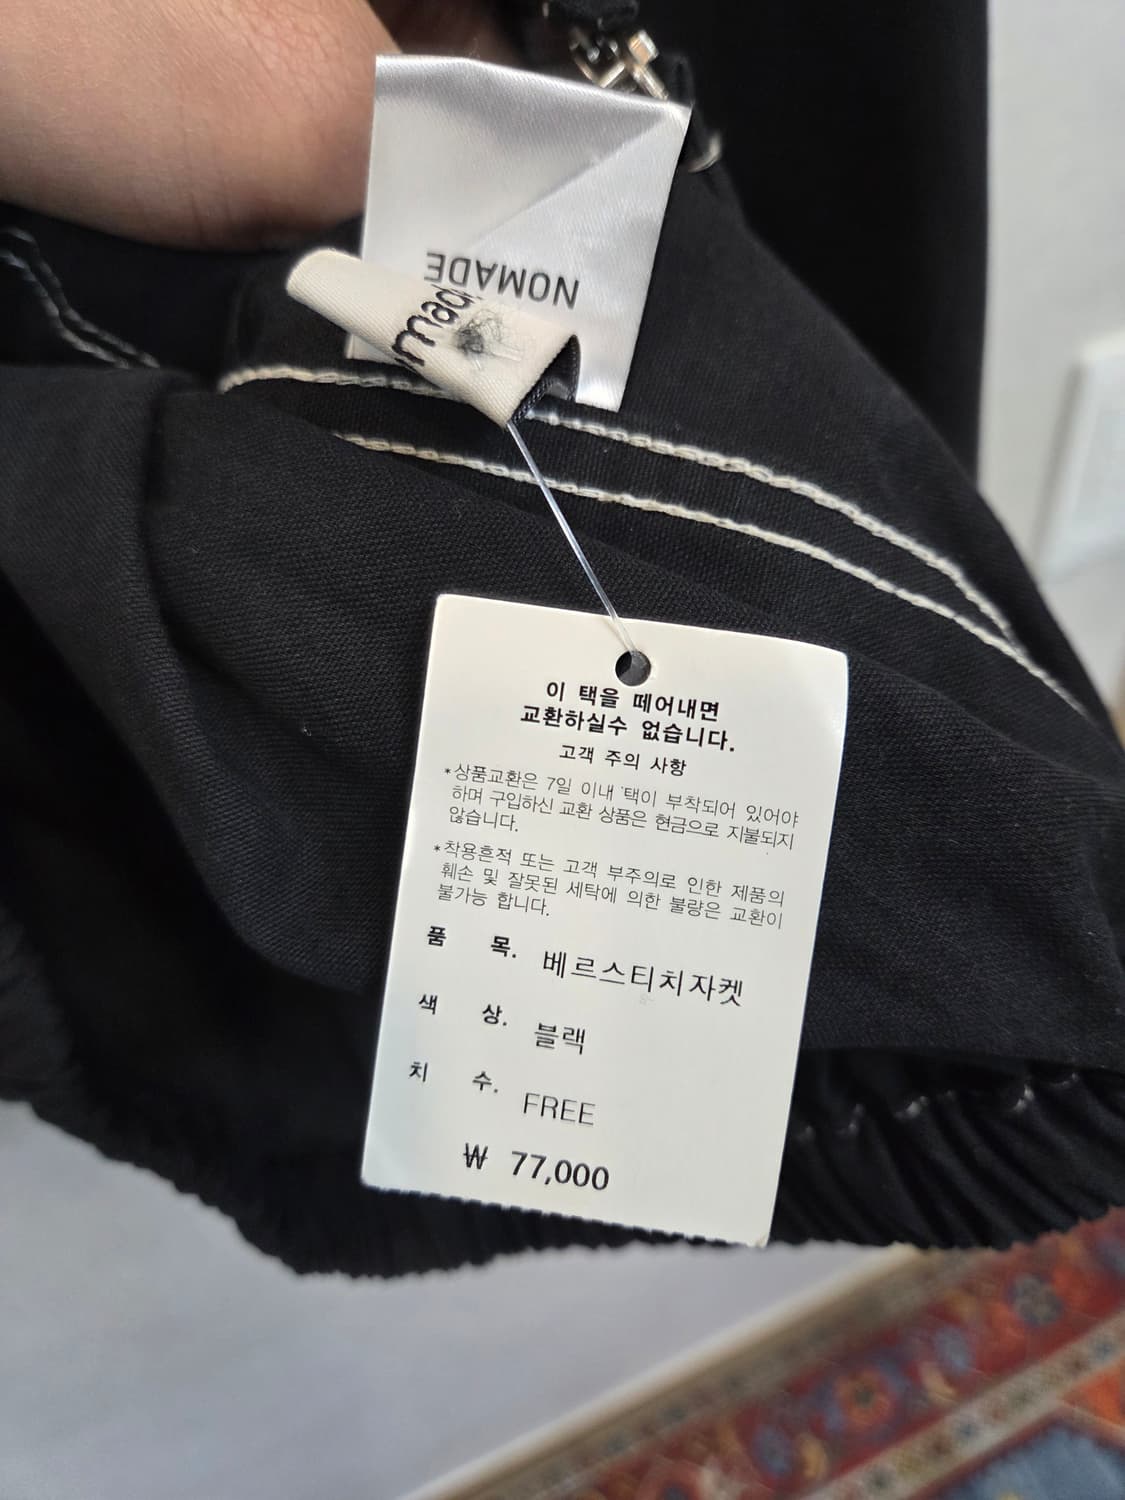 NOMADE
이 택을 떼어내면
교환하실수 없습니다.
고객 주의 사항
*상품교환은 7일 이내 택이 부착되어 있어야
하며 구입하신 교환 상품은 현금으로 지불되지
않습니다.
*착용흔적 또는 고객 부주의로 인한 제품의
훼손 및 잘못된 세탁에 의한 불량은 교환이
불가능 합니다.
품 목. 베르스티치자켓
색 상. 블랙
치 수. FREE
₩ 77,000